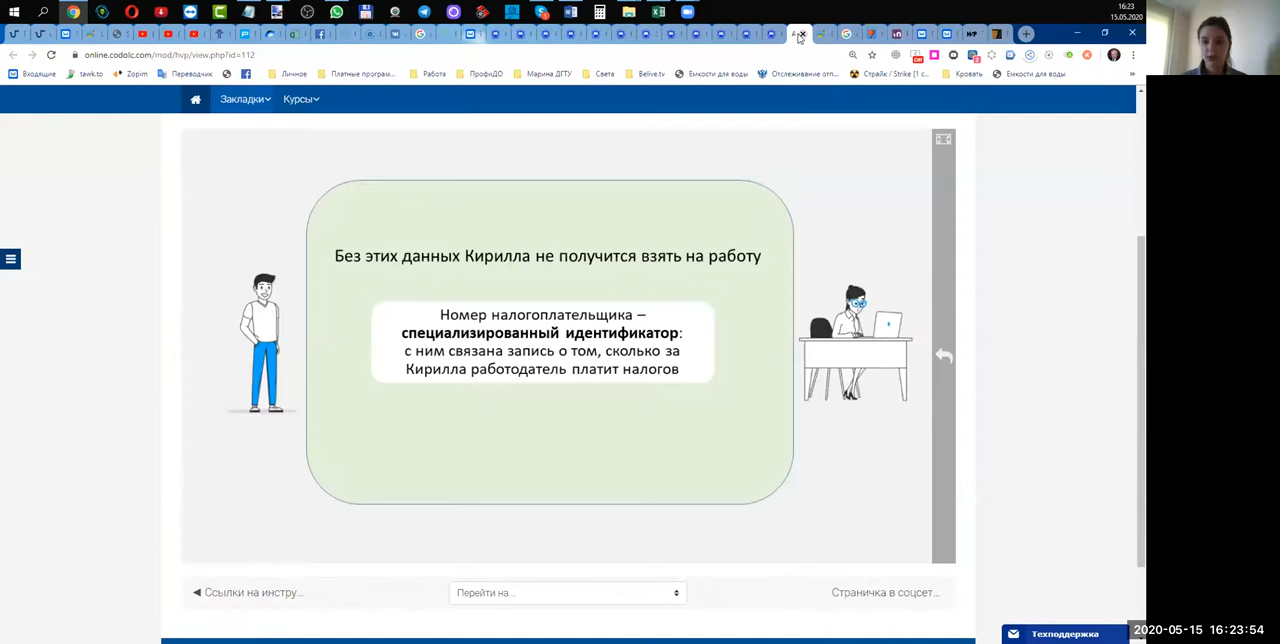 16:23
15.05.2020
online.codolc.com/mod/hvp/view.php?id=112
Входящие
tawk.to
Zopim
Переводчик
Личное
Платные програм...
Работа
ПрофиДО
Марина ДГТУ
Света
Belive.tv
Емкости для воды
Отслеживание отп...
Страйк / Strike [1 с...
Кровать
Емкости для воды
»
Закладки
Курсы
Без этих данных Кирилла не получится взять на работу
Номер налогоплательщика –
специализированный идентификатор:
с ним связана запись о том, сколько за
Кирилла работодатель платит налогов
◄ Ссылки на инстру...
Перейти на...
Страничка в соцсет...
Техподдержка
2020-05-15 16:23:54